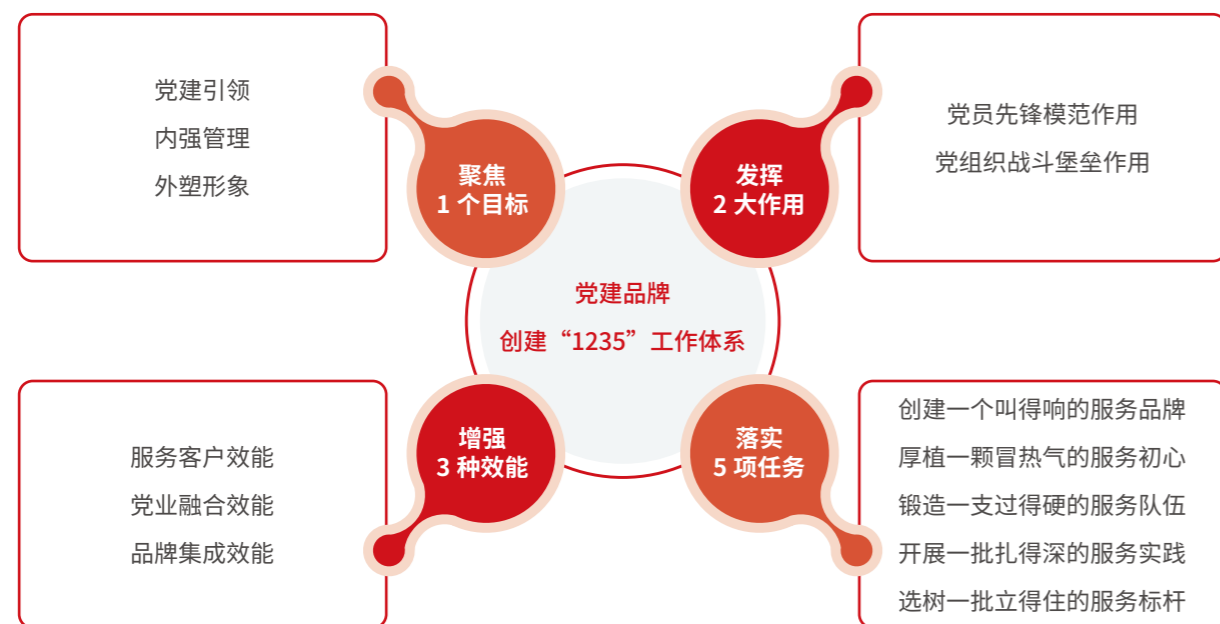 党建引领
内强管理
外塑形象
聚焦
1 个目标
发挥
2 大作用
党员先锋模范作用
党组织战斗堡垒作用
党建品牌
创建“1235”工作体系
服务客户效能
党业融合效能
品牌集成效能
增强
3 种效能
落实
5 项任务
创建一个叫得响的服务品牌
厚植一颗冒热气的服务初心
锻造一支过得硬的服务队伍
开展一批扎得深的服务实践
选树一批立得住的服务标杆